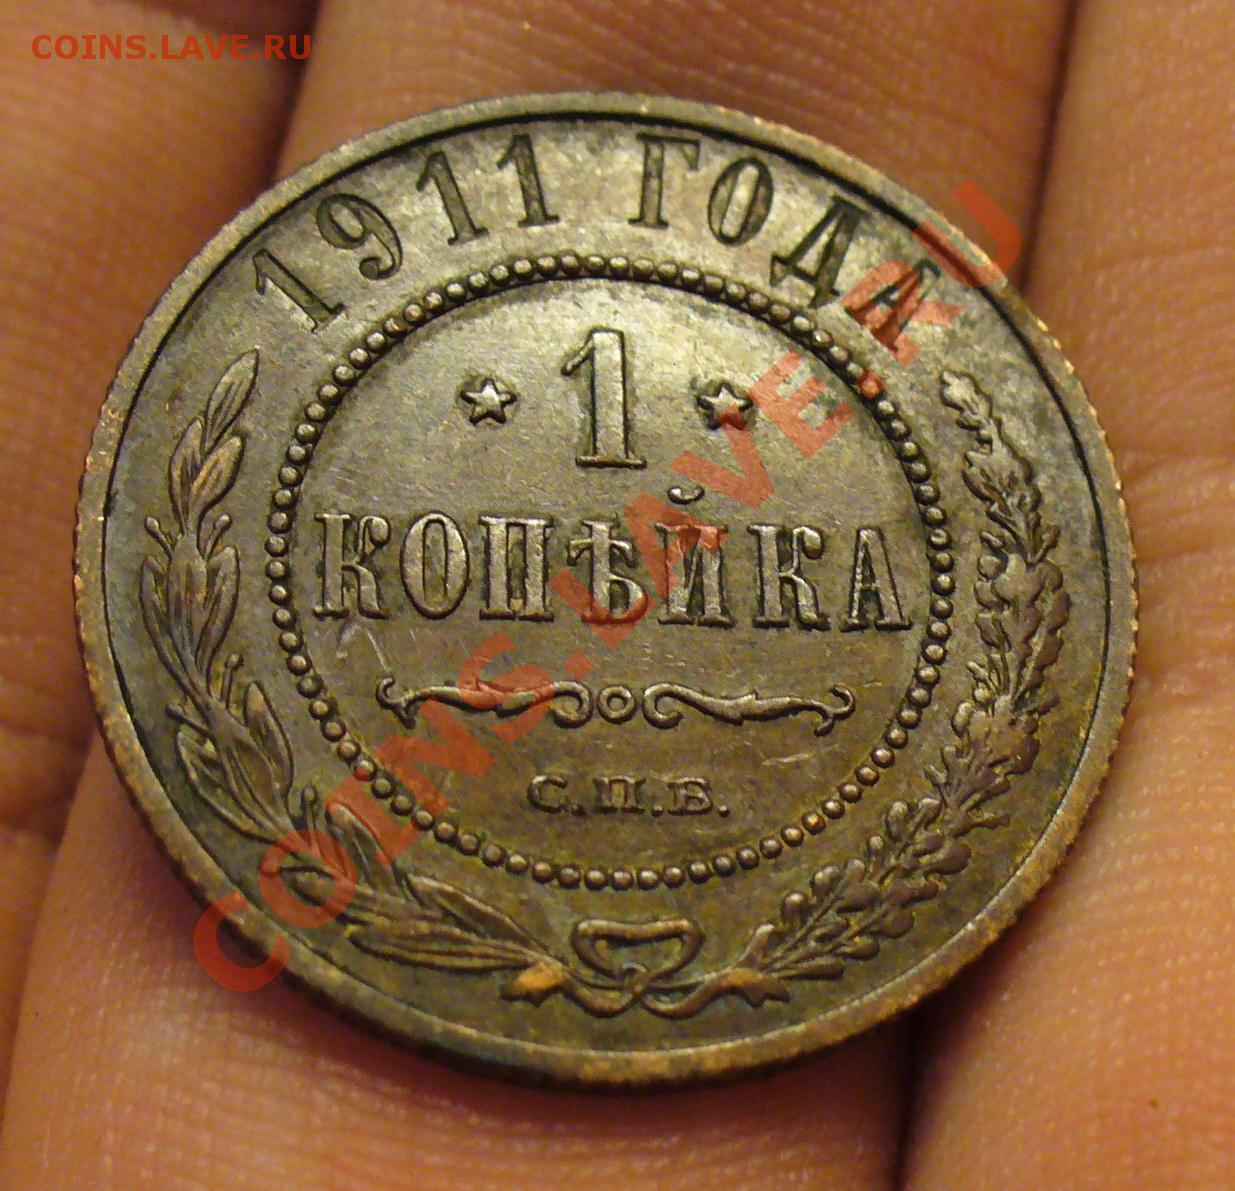 COINS.LAVE.RU
1911 ГОДА
* 1 *
КОПѢЙКА
С.П.Б.
COINS.LAVE.RU